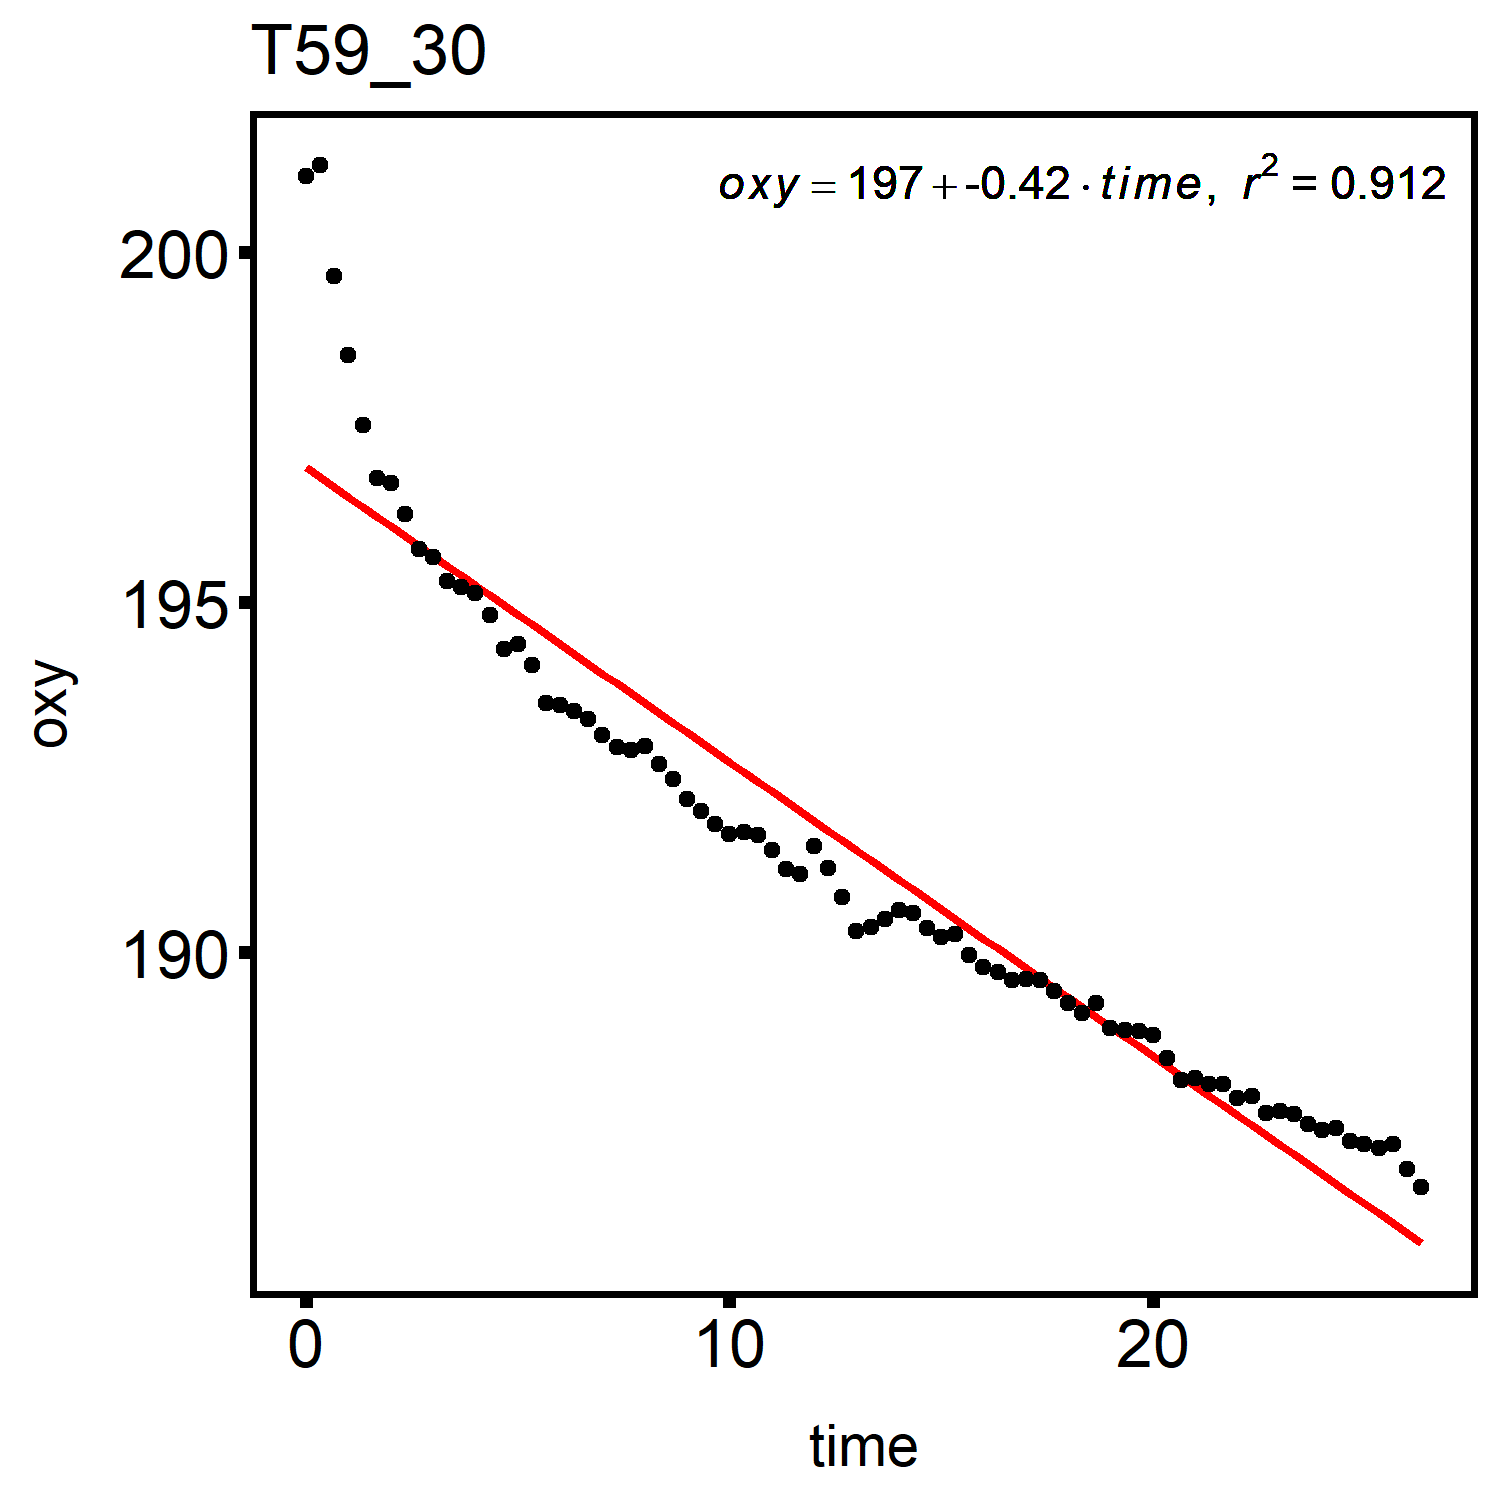 T59_30
oxy = 197 + -0.42 · time, r² = 0.912
200
195
190
oxy
0 10 20
time